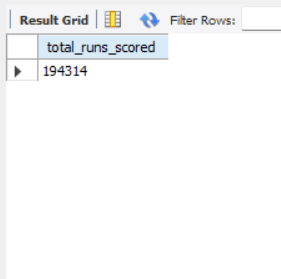 Result Grid Filter Rows:
total_runs_scored
194314